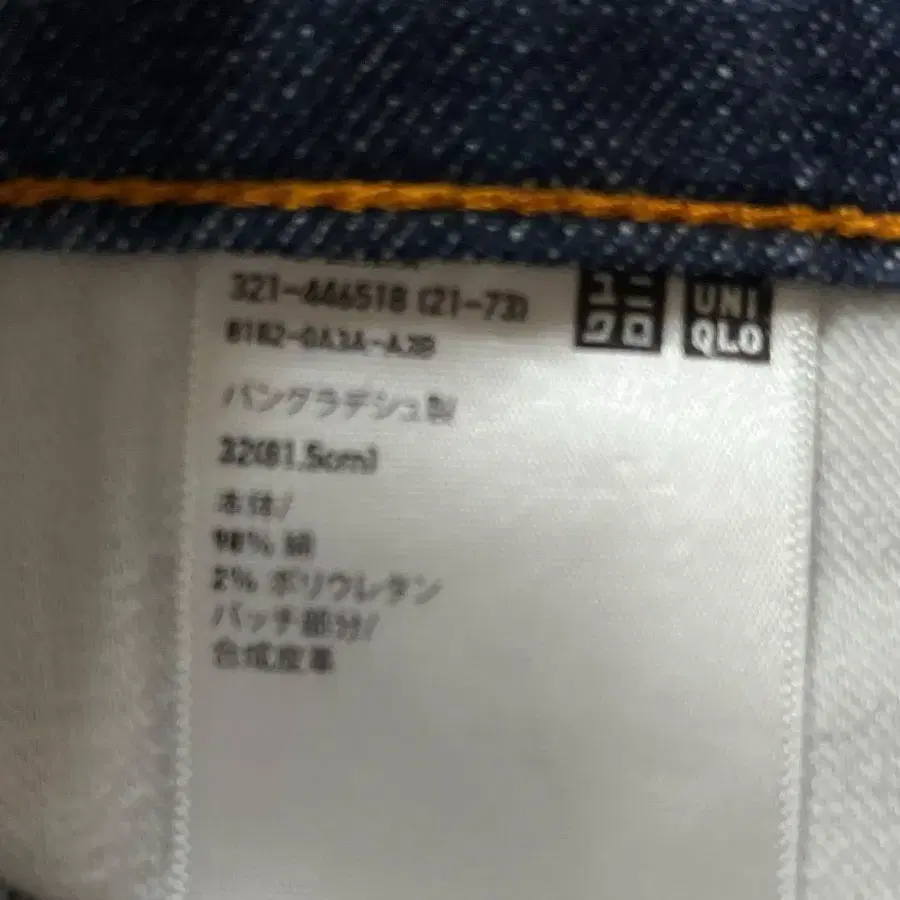 321-446518 (21-73)
バングラデシュ製
32(81.5cm)
本体/
98% 綿
2% ポリウレタン
パッチ部分/
合成皮革
ユニ
クロ
UNI
QLO